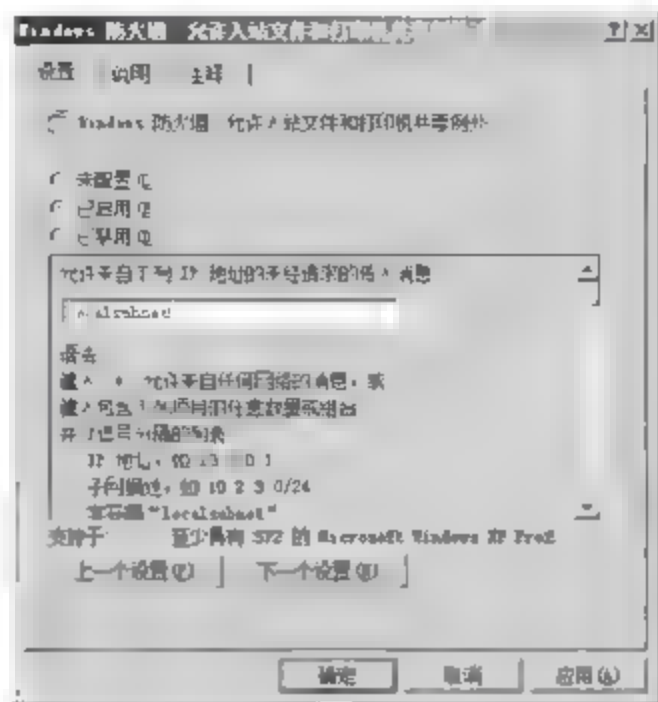 Windows 防火墙 允许入站文件和打印机
设置 说明 注释
Windows 防火墙 允许入站文件和打印机共享例外
未配置(C)
已启用(E)
已禁用(D)
允许来自下列 IP 地址的未经请求的传入消息
localsubnet
语法
键入 允许来自任何网络的消息，或
键入包含下列项目的任意数量或组合
并用逗号分隔的列表
IP 地址，如 10 0 0 1
子网描述，如 10 2 3 0/24
字符串“localsubnet”
支持于 至少具有 SP2 的 Microsoft Windows XP Profe
上一个设置(P) 下一个设置(N)
确定 取消 应用(A)